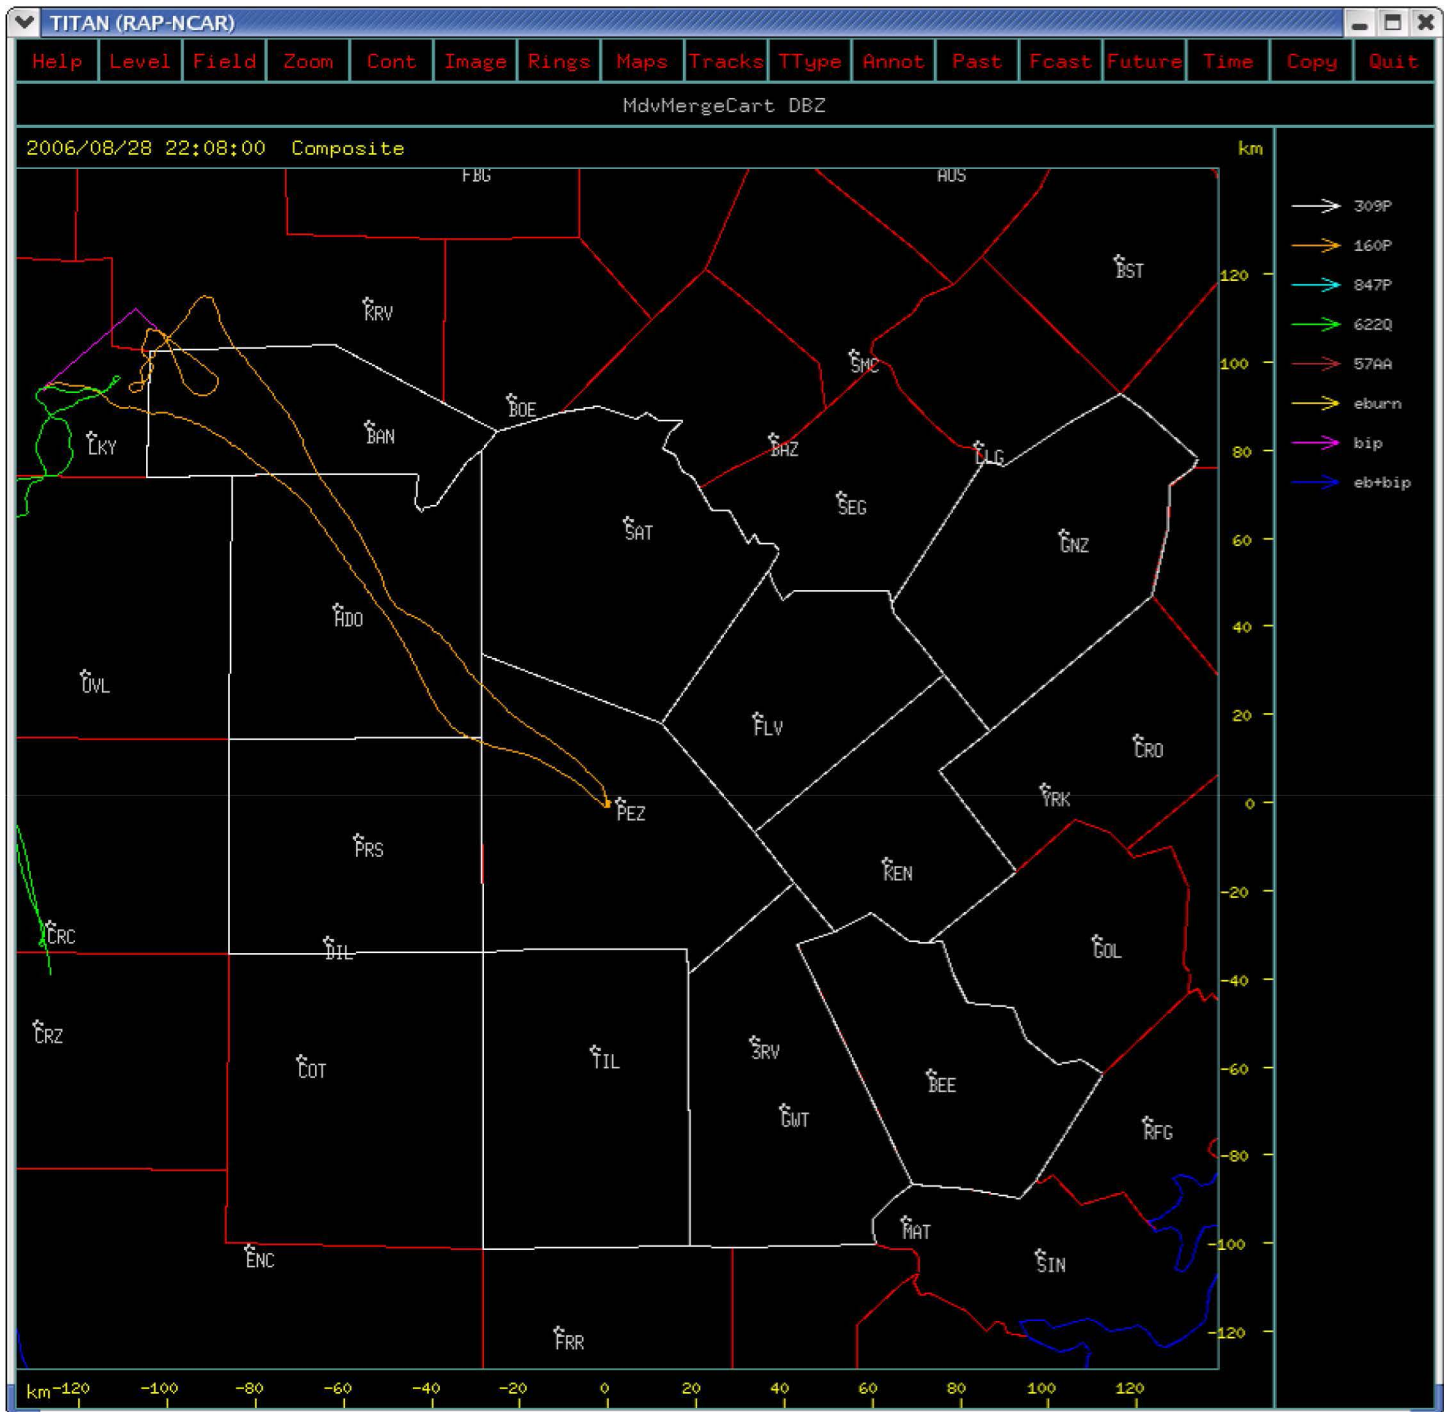 TITAN (RAP-NCAR)
Help Level Field Zoom Cont Image Rings Maps Tracks TType Annot Past Fcast Future Time Copy Quit
MdvMergeCart DBZ
2006/08/28 22:08:00 Composite km
FBG AUS
309P
160P
BST
120
847P
KRV
622Q
SMC
100
57AA
BOE
eburn
BAN
LKY
BAZ
LLG
80
bip
eb+bip
SEG
SAT
GNZ
60
HDO
40
UVL
20
FLV
CRO
YRK
0
PEZ
PRS
KEN
-20
CRC
DIL
GOL
-40
CRZ
3RV
TIL
COT
-60
BEE
GWT
RFG
-80
MAT
-100
ENC
SIN
FRR
-120
km -120 -100 -80 -60 -40 -20 0 20 40 60 80 100 120